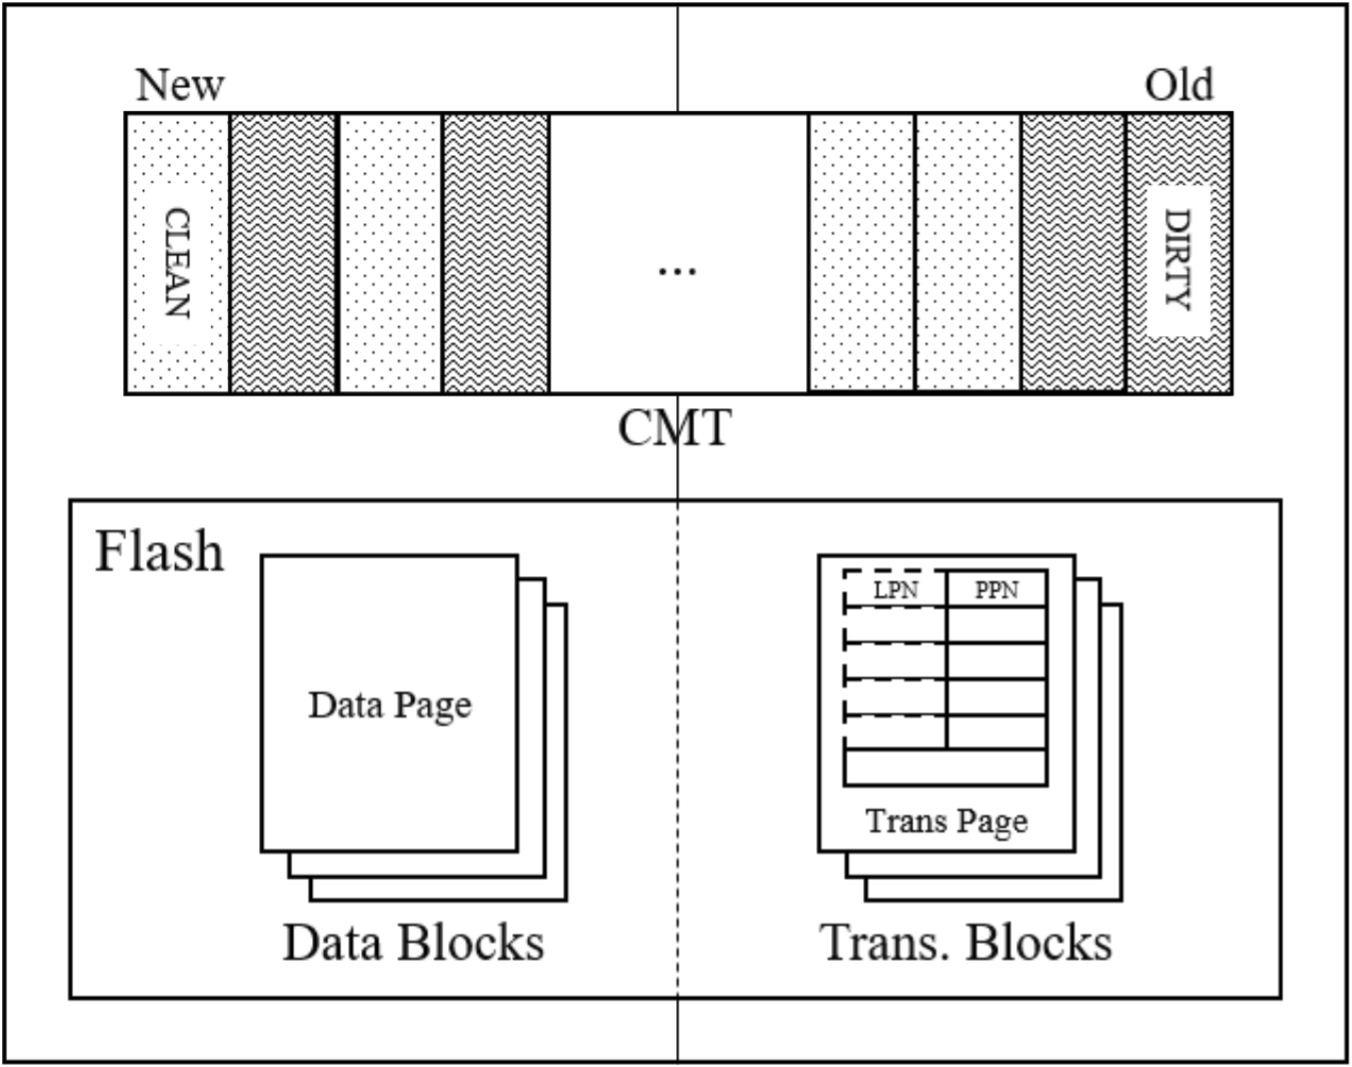 New
Old
CLEAN
...
DIRTY
CMT
Flash
LPN PPN
Data Page
Trans Page
Data Blocks
Trans. Blocks